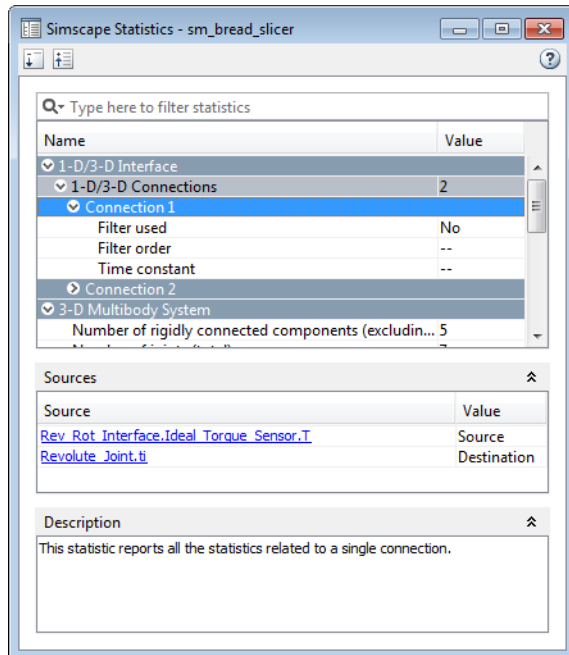 Simscape Statistics - sm_bread_slicer
Type here to filter statistics
Name Value
1-D/3-D Interface
1-D/3-D Connections 2
Connection 1
Filter used No
Filter order --
Time constant --
Connection 2
3-D Multibody System
Number of rigidly connected components (excludin... 5
Sources
Source Value
Rev_Rot_Interface.Ideal_Torque_Sensor.T Source
Revolute_Joint.ti Destination
Description
This statistic reports all the statistics related to a single connection.